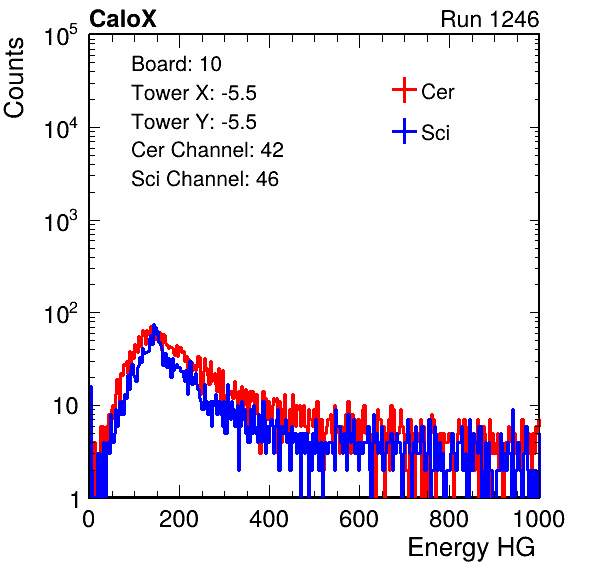 CaloX Run 1246
Counts
10^5
Board: 10
Tower X: -5.5
Tower Y: -5.5
Cer Channel: 42
Sci Channel: 46
Cer
Sci
10^4
10^3
10^2
10
1
0 200 400 600 800 1000
Energy HG